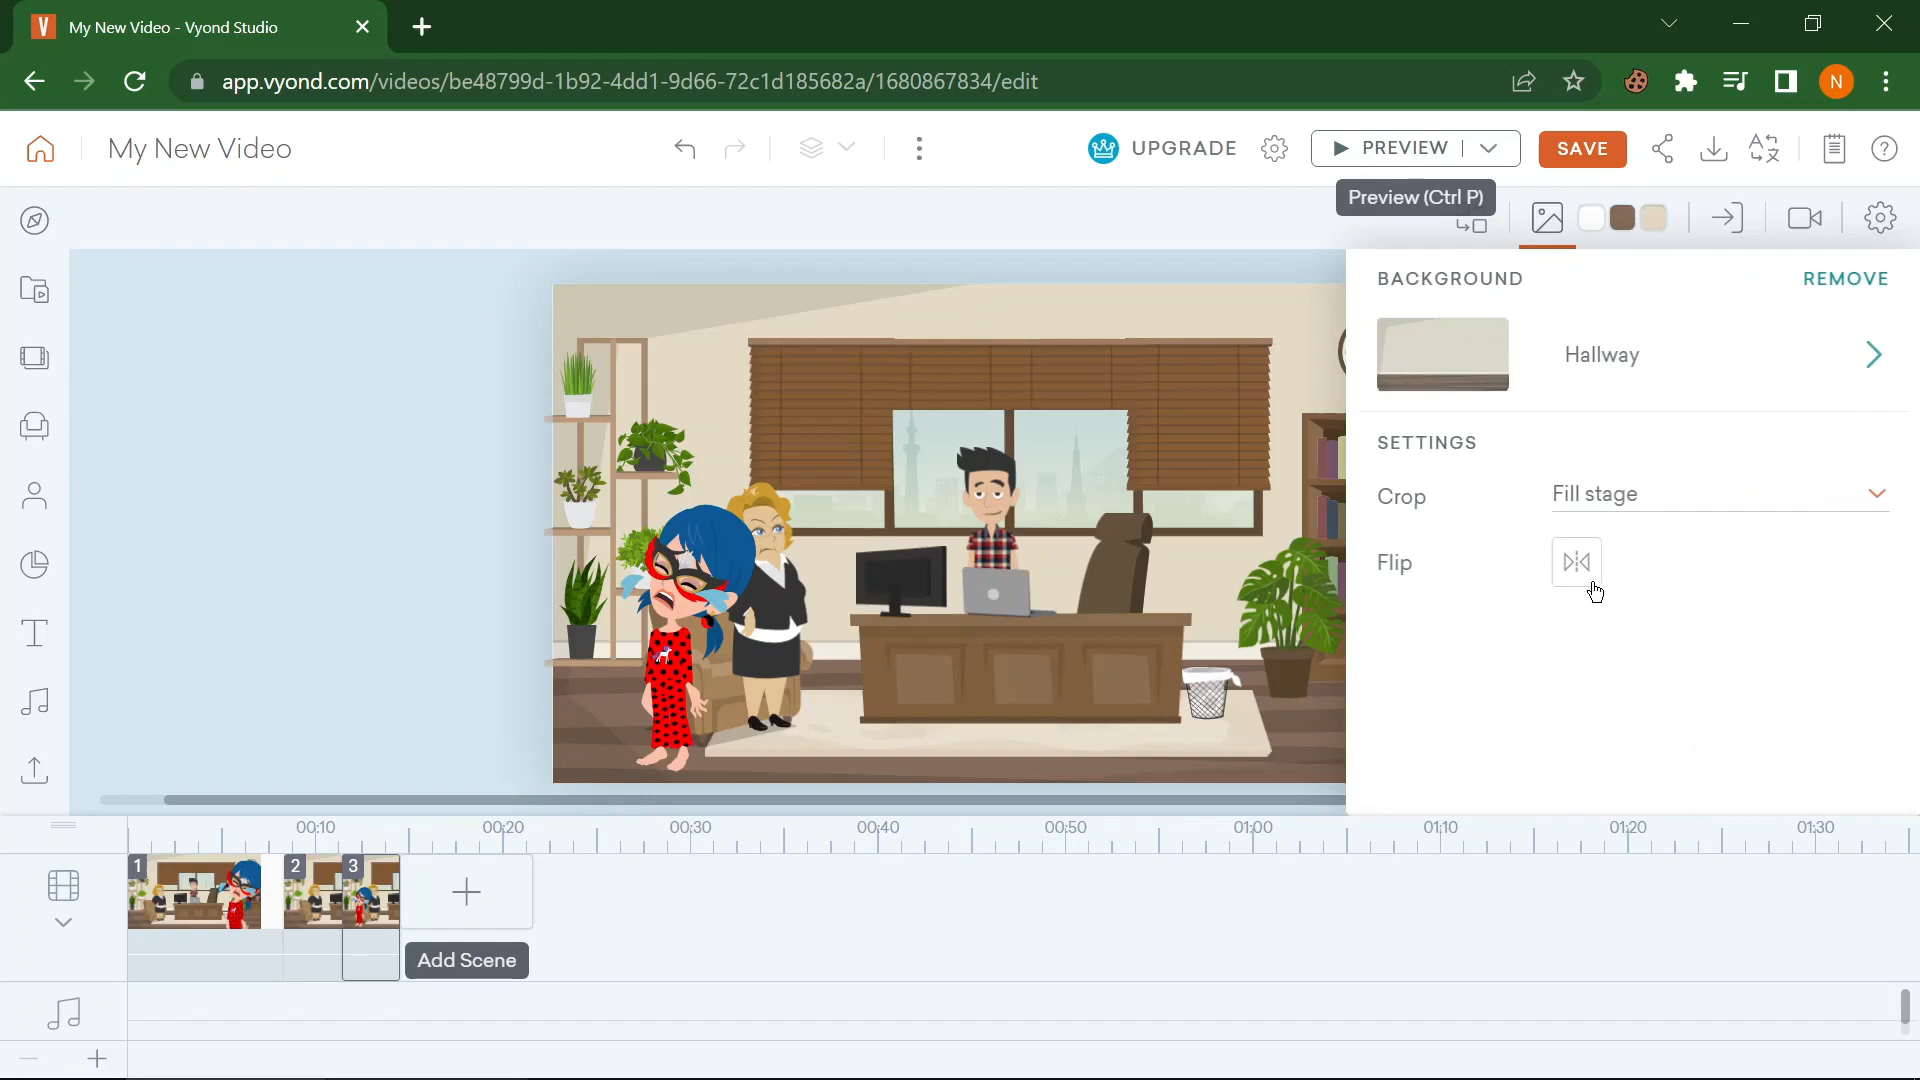 My New Video - Vyond Studio
app.vyond.com/videos/be48799d-1b92-4dd1-9d66-72c1d185682a/1680867834/edit
N
My New Video
UPGRADE
PREVIEW
SAVE
Preview (Ctrl P)
BACKGROUND
REMOVE
Hallway
SETTINGS
Crop
Fill stage
Flip
00:10
00:20
00:30
00:40
00:50
01:00
01:10
01:20
01:30
1
2
3
Add Scene